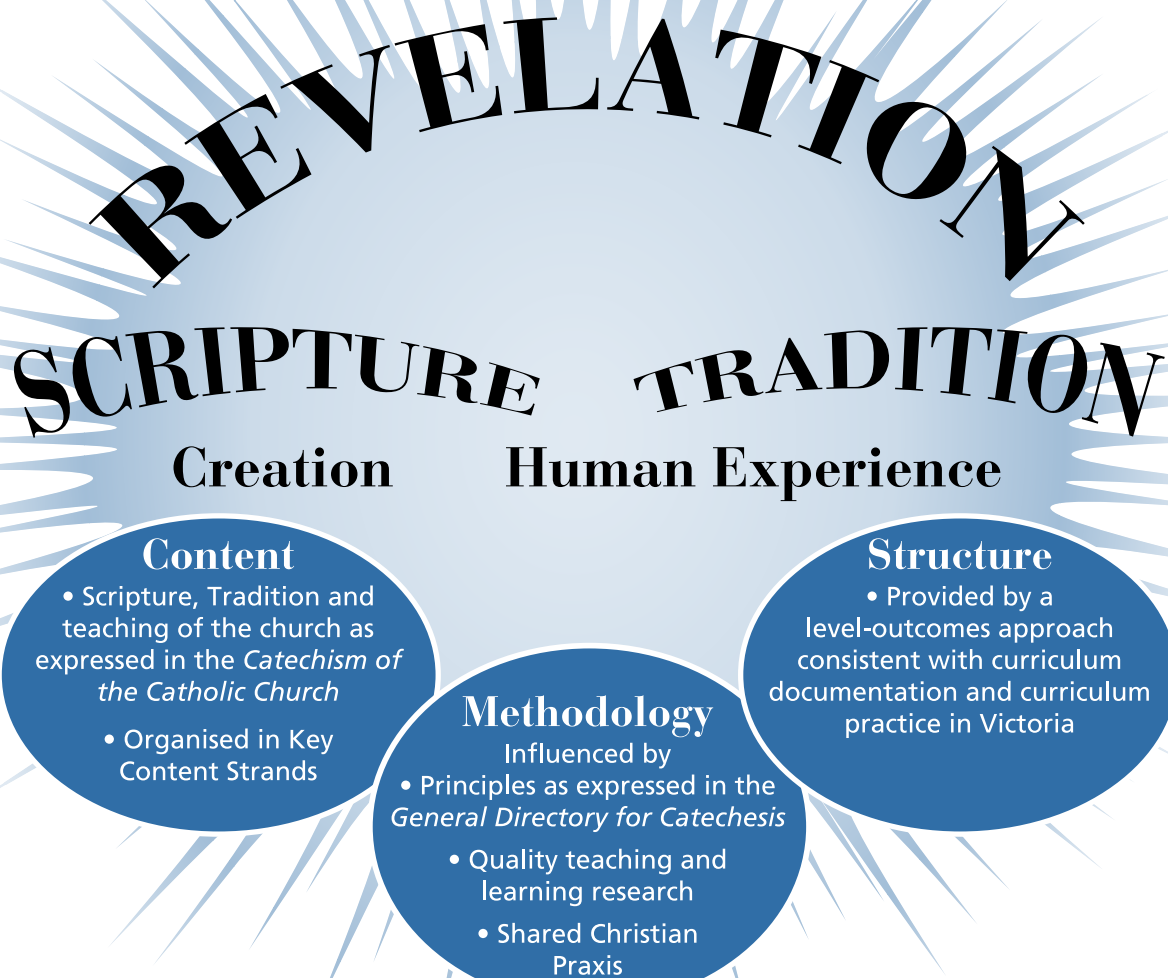 REVELATION
SCRIPTURE TRADITION
Creation Human Experience
Content
• Scripture, Tradition and
teaching of the church as
expressed in the Catechism of
the Catholic Church
• Organised in Key
Content Strands
Methodology
Influenced by
• Principles as expressed in the
General Directory for Catechesis
• Quality teaching and
learning research
• Shared Christian
Praxis
Structure
• Provided by a
level-outcomes approach
consistent with curriculum
documentation and curriculum
practice in Victoria